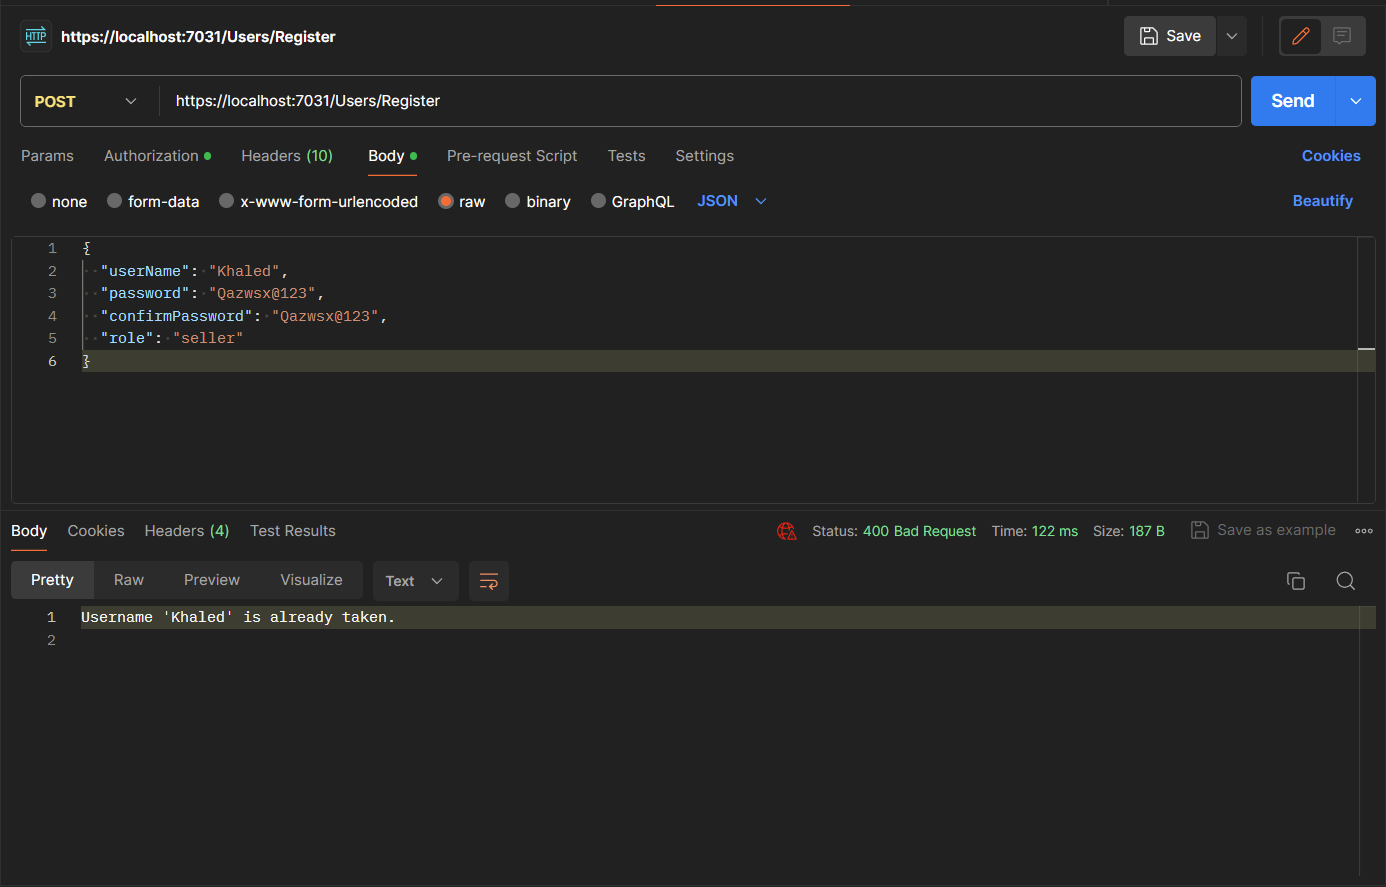 HTTP https://localhost:7031/Users/Register Save
POST https://localhost:7031/Users/Register Send
Params Authorization Headers (10) Body Pre-request Script Tests Settings Cookies
none form-data x-www-form-urlencoded raw binary GraphQL JSON Beautify
1 {
2 "userName": "Khaled",
3 "password": "Qazwsx@123",
4 "confirmPassword": "Qazwsx@123",
5 "role": "seller"
6 }
Body Cookies Headers (4) Test Results Status: 400 Bad Request Time: 122 ms Size: 187 B Save as example
Pretty Raw Preview Visualize Text
1 Username 'Khaled' is already taken.
2